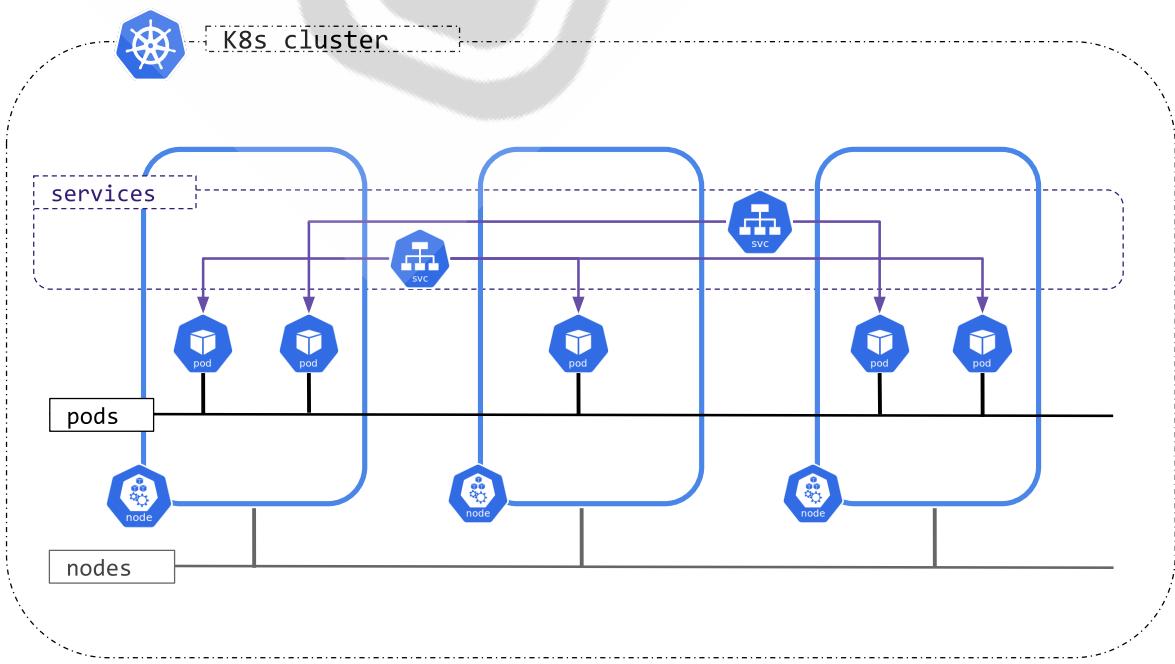 K8s cluster
services
svc
svc
pod
pod
pod
pod
pod
pods
node
node
node
nodes